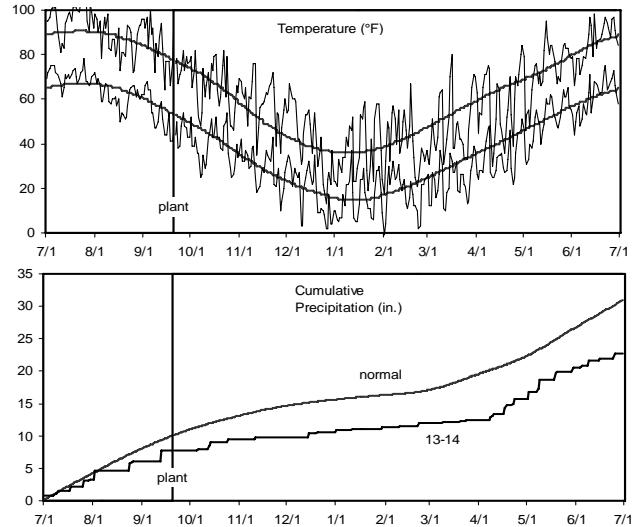 100
Temperature (°F)
80
60
40
20
plant
0
7/1 8/1 9/1 10/1 11/1 12/1 1/1 2/1 3/1 4/1 5/1 6/1 7/1
35
Cumulative
Precipitation (in.)
30
25
20
normal
15
13-14
10
5
plant
0
7/1 8/1 9/1 10/1 11/1 12/1 1/1 2/1 3/1 4/1 5/1 6/1 7/1